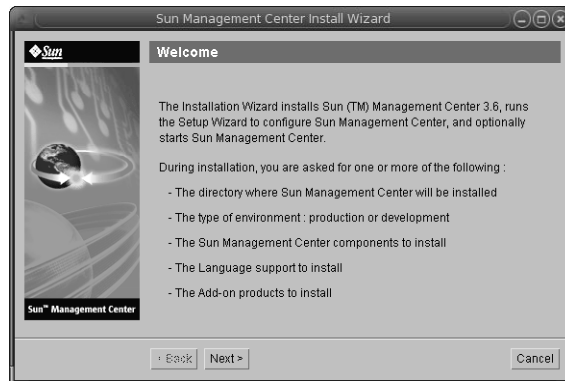 Sun Management Center Install Wizard
Sun
Welcome
The Installation Wizard installs Sun (TM) Management Center 3.6, runs
the Setup Wizard to configure Sun Management Center, and optionally
starts Sun Management Center.
During installation, you are asked for one or more of the following :
- The directory where Sun Management Center will be installed
- The type of environment : production or development
- The Sun Management Center components to install
- The Language support to install
- The Add-on products to install
Sun™ Management Center
< Back Next > Cancel